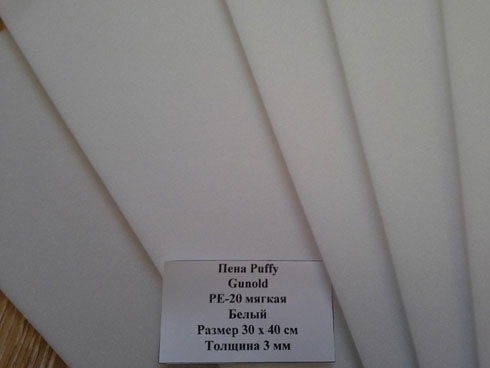 Пена Puffy
Gunold
PE-20 мягкая
Белый
Размер 30 х 40 см
Толщина 3 мм